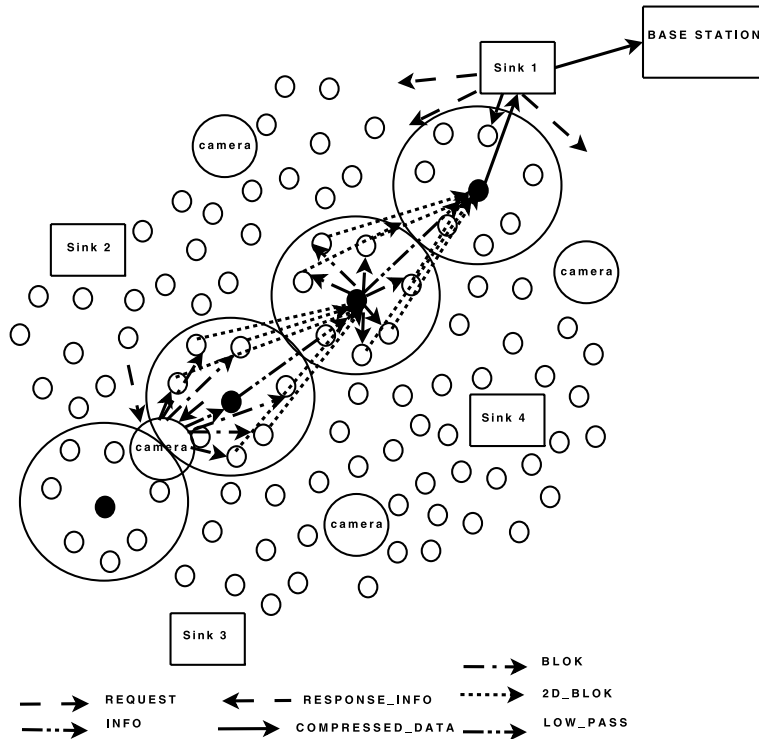 BASE STATION
Sink 1
camera
Sink 2
camera
Sink 4
camera
camera
Sink 3
BLOK
REQUEST
RESPONSE_INFO
2D_BLOK
INFO
COMPRESSED_DATA
LOW_PASS